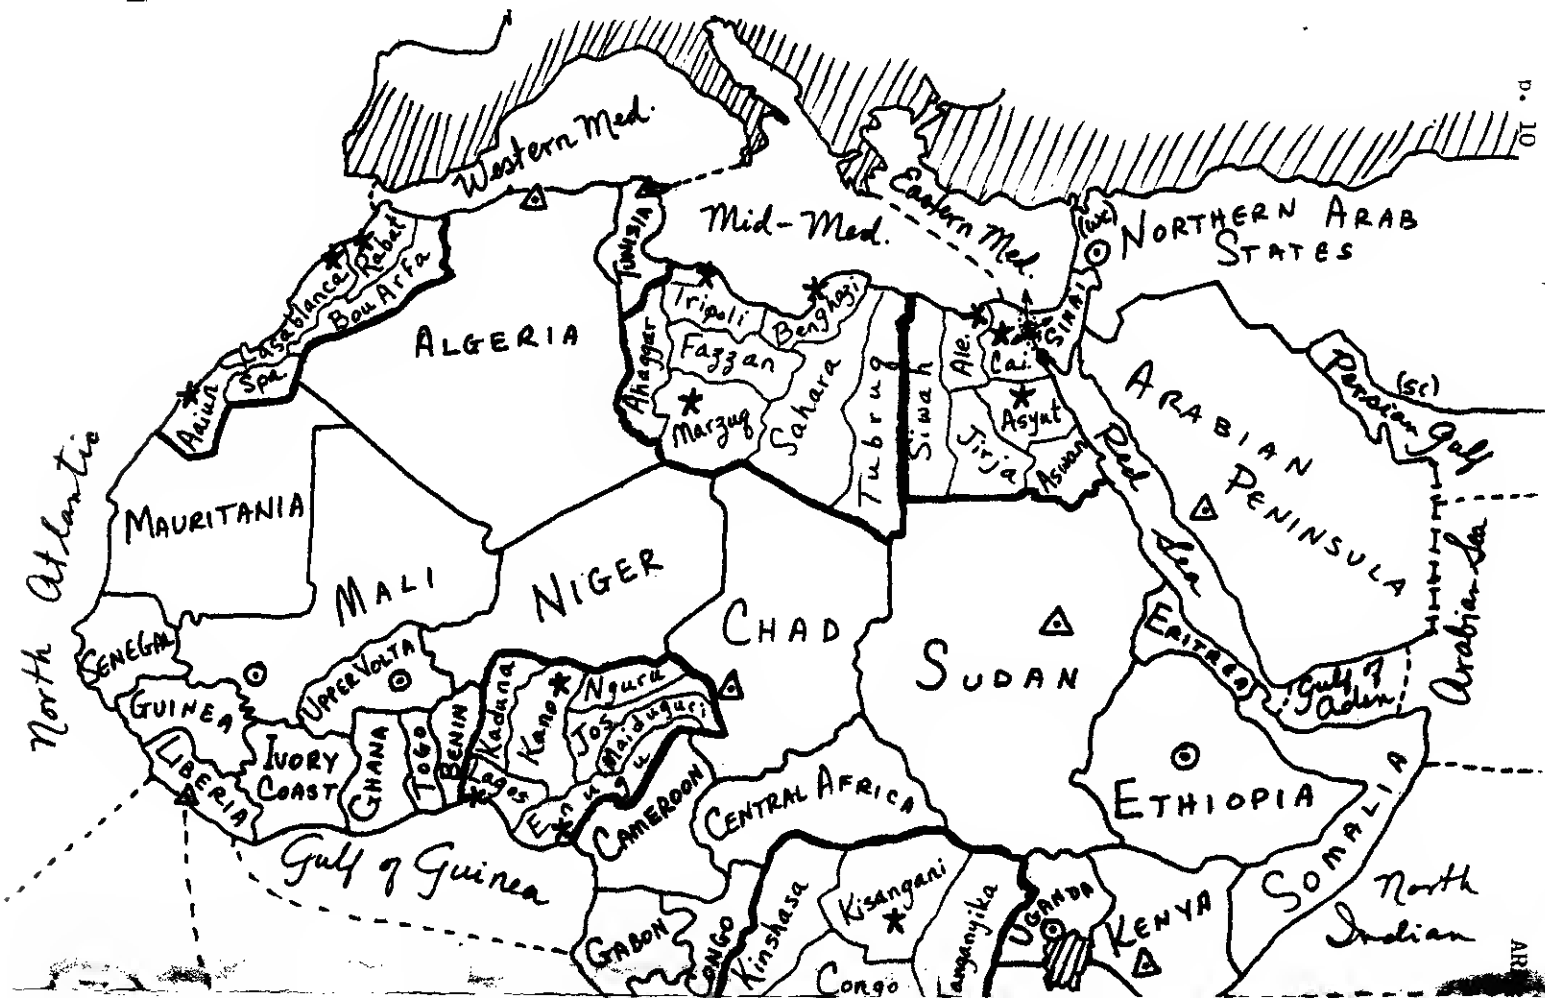 p. 10
Western Med.
Mid-Med.
Eastern Med.
(wc)
NORTHERN ARAB
STATES
Rabat
Casablanca
Bou Arfa
Spa.
Aaiun
ALGERIA
TUNISIA
Tripoli
Benghazi
Ahaggar
Fazzan
Marzuq
Sahara
Tubruq
Siwah
Ale.
Cai.
SINAI
Asyut
Jirja
Aswan
Red
Sea
ARABIAN
PENINSULA
Persian Gulf
(sc)
Arabian Sea
North Atlantic
MAURITANIA
MALI
NIGER
CHAD
SUDAN
ERITREA
Gulf of
Aden
SENEGAL
GUINEA
LIBERIA
IVORY
COAST
UPPER VOLTA
GHANA
TOGO
BENIN
Kaduna
Kano
Nguru
Jos
Maiduguri
Lagos
Enugu
CAMEROON
CENTRAL AFRICA
ETHIOPIA
SOMALIA
Gulf of Guinea
GABON
CONGO
Kinshasa
Kisangani
Congo
Tanganyika
UGANDA
KENYA
North
Indian
AR